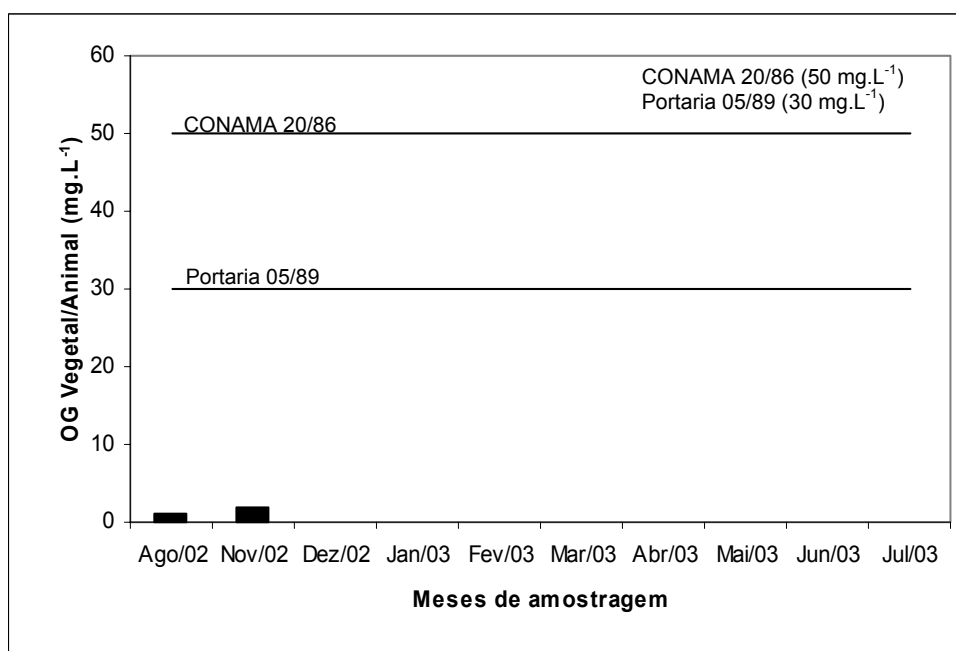 60
CONAMA 20/86 (50 mg.L⁻¹)
Portaria 05/89 (30 mg.L⁻¹)
CONAMA 20/86
50
40
Portaria 05/89
30
20
10
0
OG Vegetal/Animal (mg.L⁻¹)
Ago/02 Nov/02 Dez/02 Jan/03 Fev/03 Mar/03 Abr/03 Mai/03 Jun/03 Jul/03
Meses de amostragem